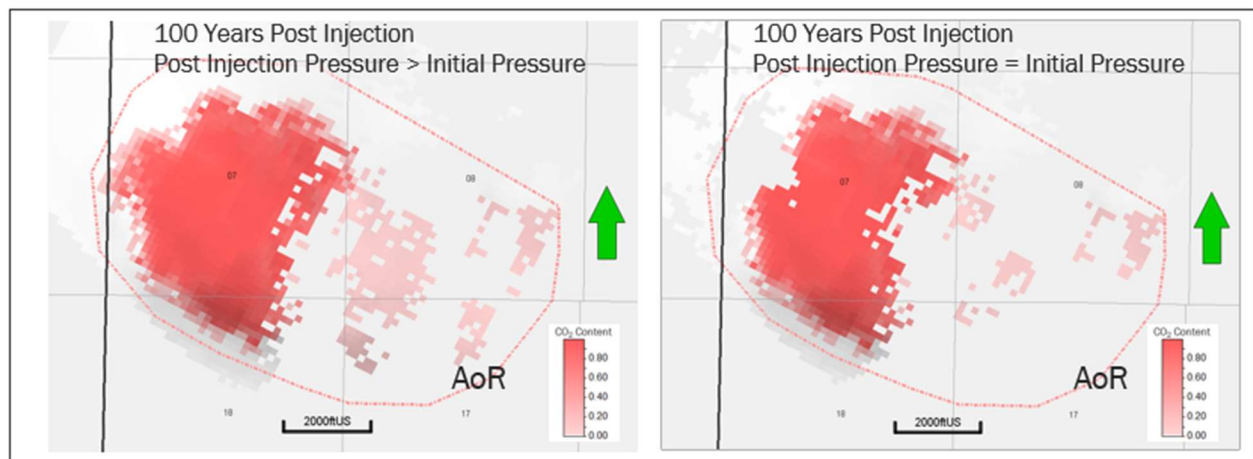 100 Years Post Injection
Post Injection Pressure > Initial Pressure
07
08
CO₂ Content
0.80
0.60
0.40
0.20
0.00
AoR
18
17
2000ftUS
100 Years Post Injection
Post Injection Pressure = Initial Pressure
07
08
CO₂ Content
0.80
0.60
0.40
0.20
0.00
AoR
18
17
2000ftUS